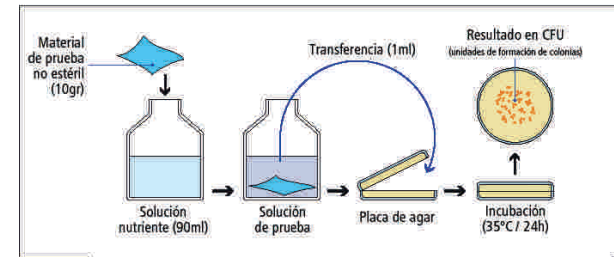 Material
de prueba
no estéril
(10gr)
Transferencia (1ml)
Resultado en CFU
(unidades de formación de colonías)
Solución
nutriente (90ml)
Solución
de prueba
Placa de agar
Incubación
(35°C / 24h)